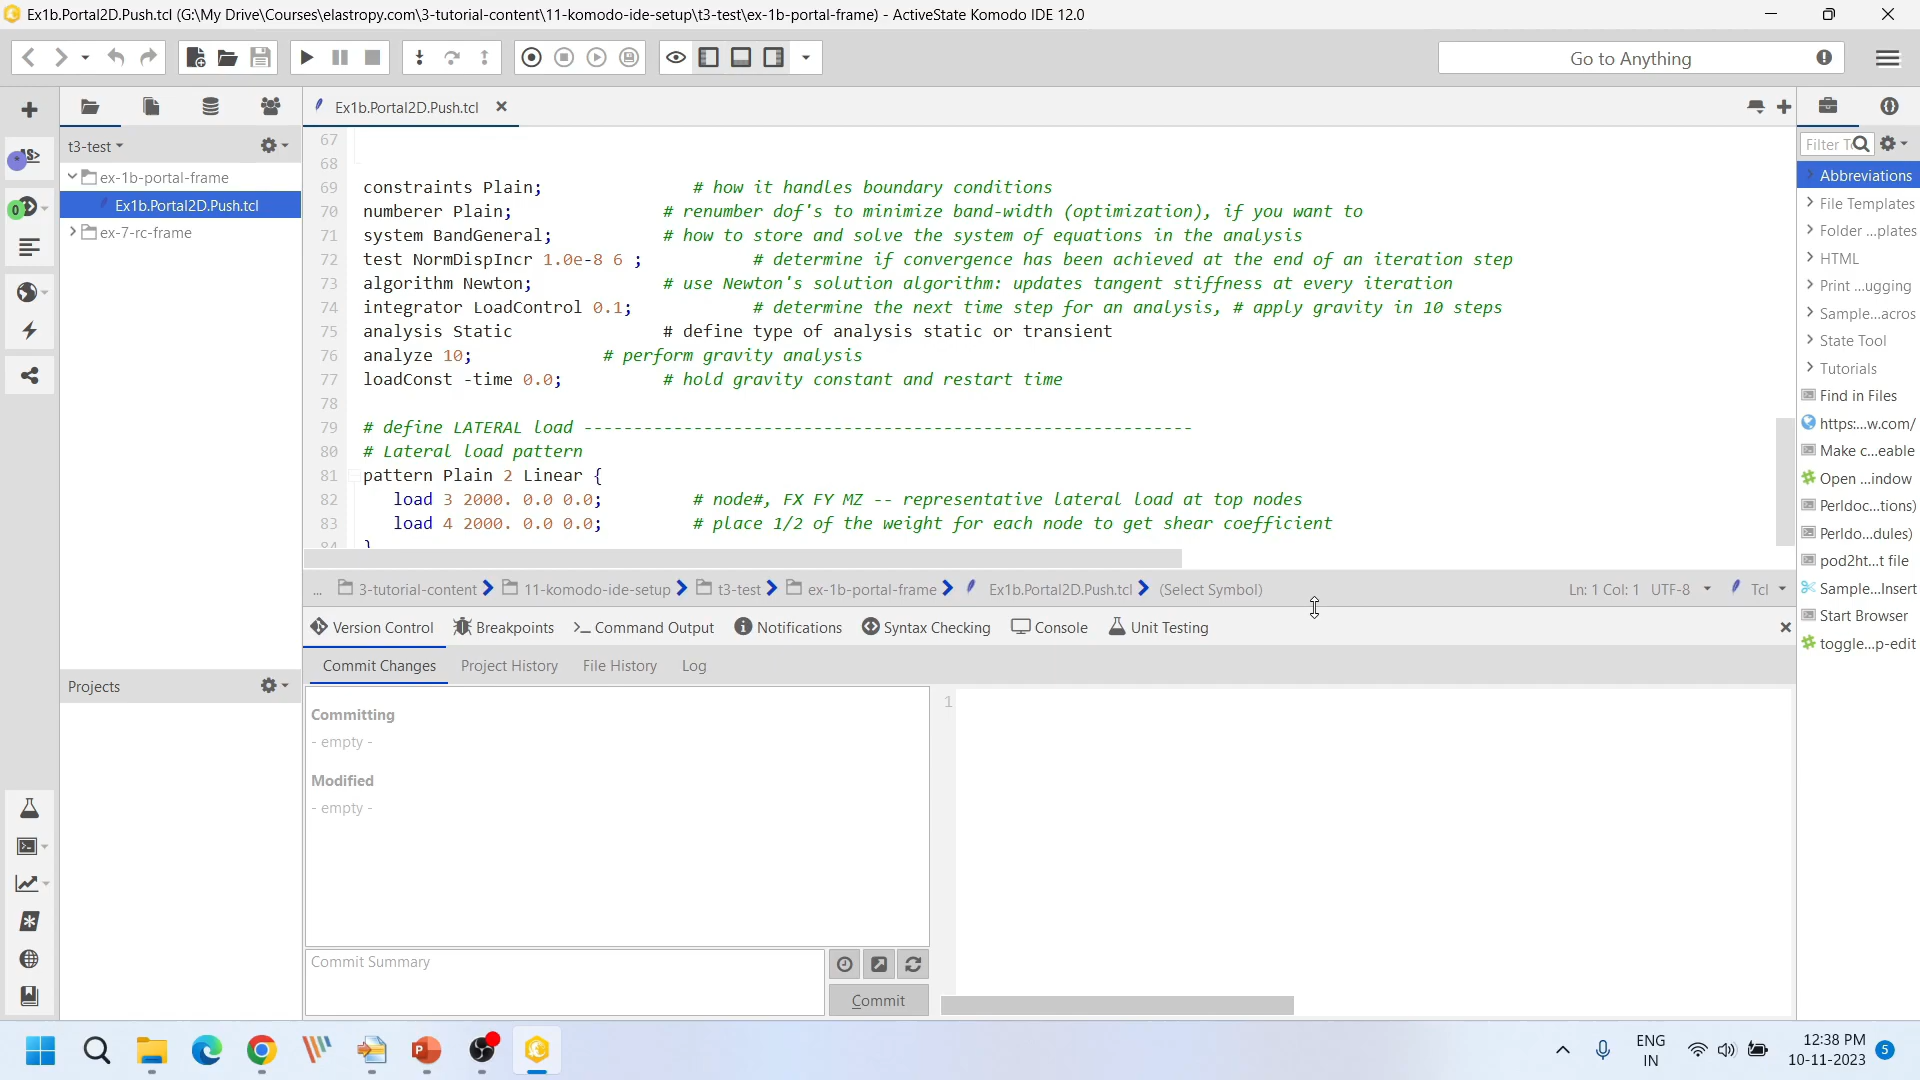 Ex1b.Portal2D.Push.tcl (G:\My Drive\Courses\elastropy.com\3-tutorial-content\11-komodo-ide-setup\t3-test\ex-1b-portal-frame) - ActiveState Komodo IDE 12.0
Go to Anything
Ex1b.Portal2D.Push.tcl
t3-test
Filter
ex-1b-portal-frame
Ex1b.Portal2D.Push.tcl
ex-7-rc-frame
67
68
69 constraints Plain; # how it handles boundary conditions
70 numberer Plain; # renumber dof's to minimize band-width (optimization), if you want to
71 system BandGeneral; # how to store and solve the system of equations in the analysis
72 test NormDispIncr 1.0e-8 6 ; # determine if convergence has been achieved at the end of an iteration step
73 algorithm Newton; # use Newton's solution algorithm: updates tangent stiffness at every iteration
74 integrator LoadControl 0.1; # determine the next time step for an analysis, # apply gravity in 10 steps
75 analysis Static # define type of analysis static or transient
76 analyze 10; # perform gravity analysis
77 loadConst -time 0.0; # hold gravity constant and restart time
78
79 # define LATERAL load -------------------------------------------------------------
80 # Lateral load pattern
81 pattern Plain 2 Linear {
82 load 3 2000. 0.0 0.0; # node#, FX FY MZ -- representative lateral load at top nodes
83 load 4 2000. 0.0 0.0; # place 1/2 of the weight for each node to get shear coefficient
84 }
Abbreviations
File Templates
Folder ...plates
HTML
Print ...ugging
Sample...acros
State Tool
Tutorials
Find in Files
https:...w.com/
Make c...eable
Open ...indow
Perldoc...tions)
Perldo...dules)
pod2ht...t file
Sample...Insert
Start Browser
toggle...p-edit
... 3-tutorial-content 11-komodo-ide-setup t3-test ex-1b-portal-frame Ex1b.Portal2D.Push.tcl (Select Symbol) Ln: 1 Col: 1 UTF-8 Tcl
Version Control Breakpoints Command Output Notifications Syntax Checking Console Unit Testing
Commit Changes Project History File History Log
Projects
Committing
- empty -
Modified
- empty -
1
Commit Summary
Commit
ENG
IN
12:38 PM
10-11-2023
5